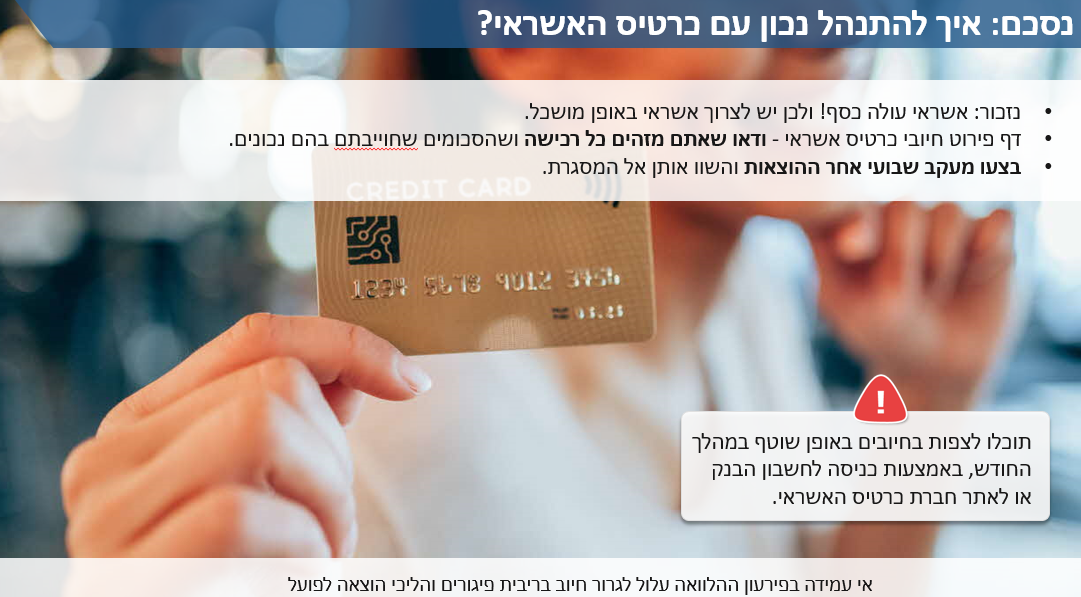 נסכם: איך להתנהל נכון עם כרטיס האשראי?
• נזכור: אשראי עולה כסף! ולכן יש לצרוך אשראי באופן מושכל.
• דף פירוט חיובי כרטיס אשראי - ודאו שאתם מזהים כל רכישה ושהסכומים שחוייבתם בהם נכונים.
• בצעו מעקב שבועי אחר ההוצאות והשוו אותן אל המסגרת.
CREDIT CARD
1234 5678 9012 3456
03.25
!
תוכלו לצפות בחיובים באופן שוטף במהלך
החודש, באמצעות כניסה לחשבון הבנק
או לאתר חברת כרטיס האשראי.
אי עמידה בפירעון ההלוואה עלול לגרור חיוב בריבית פיגורים והליכי הוצאה לפועל